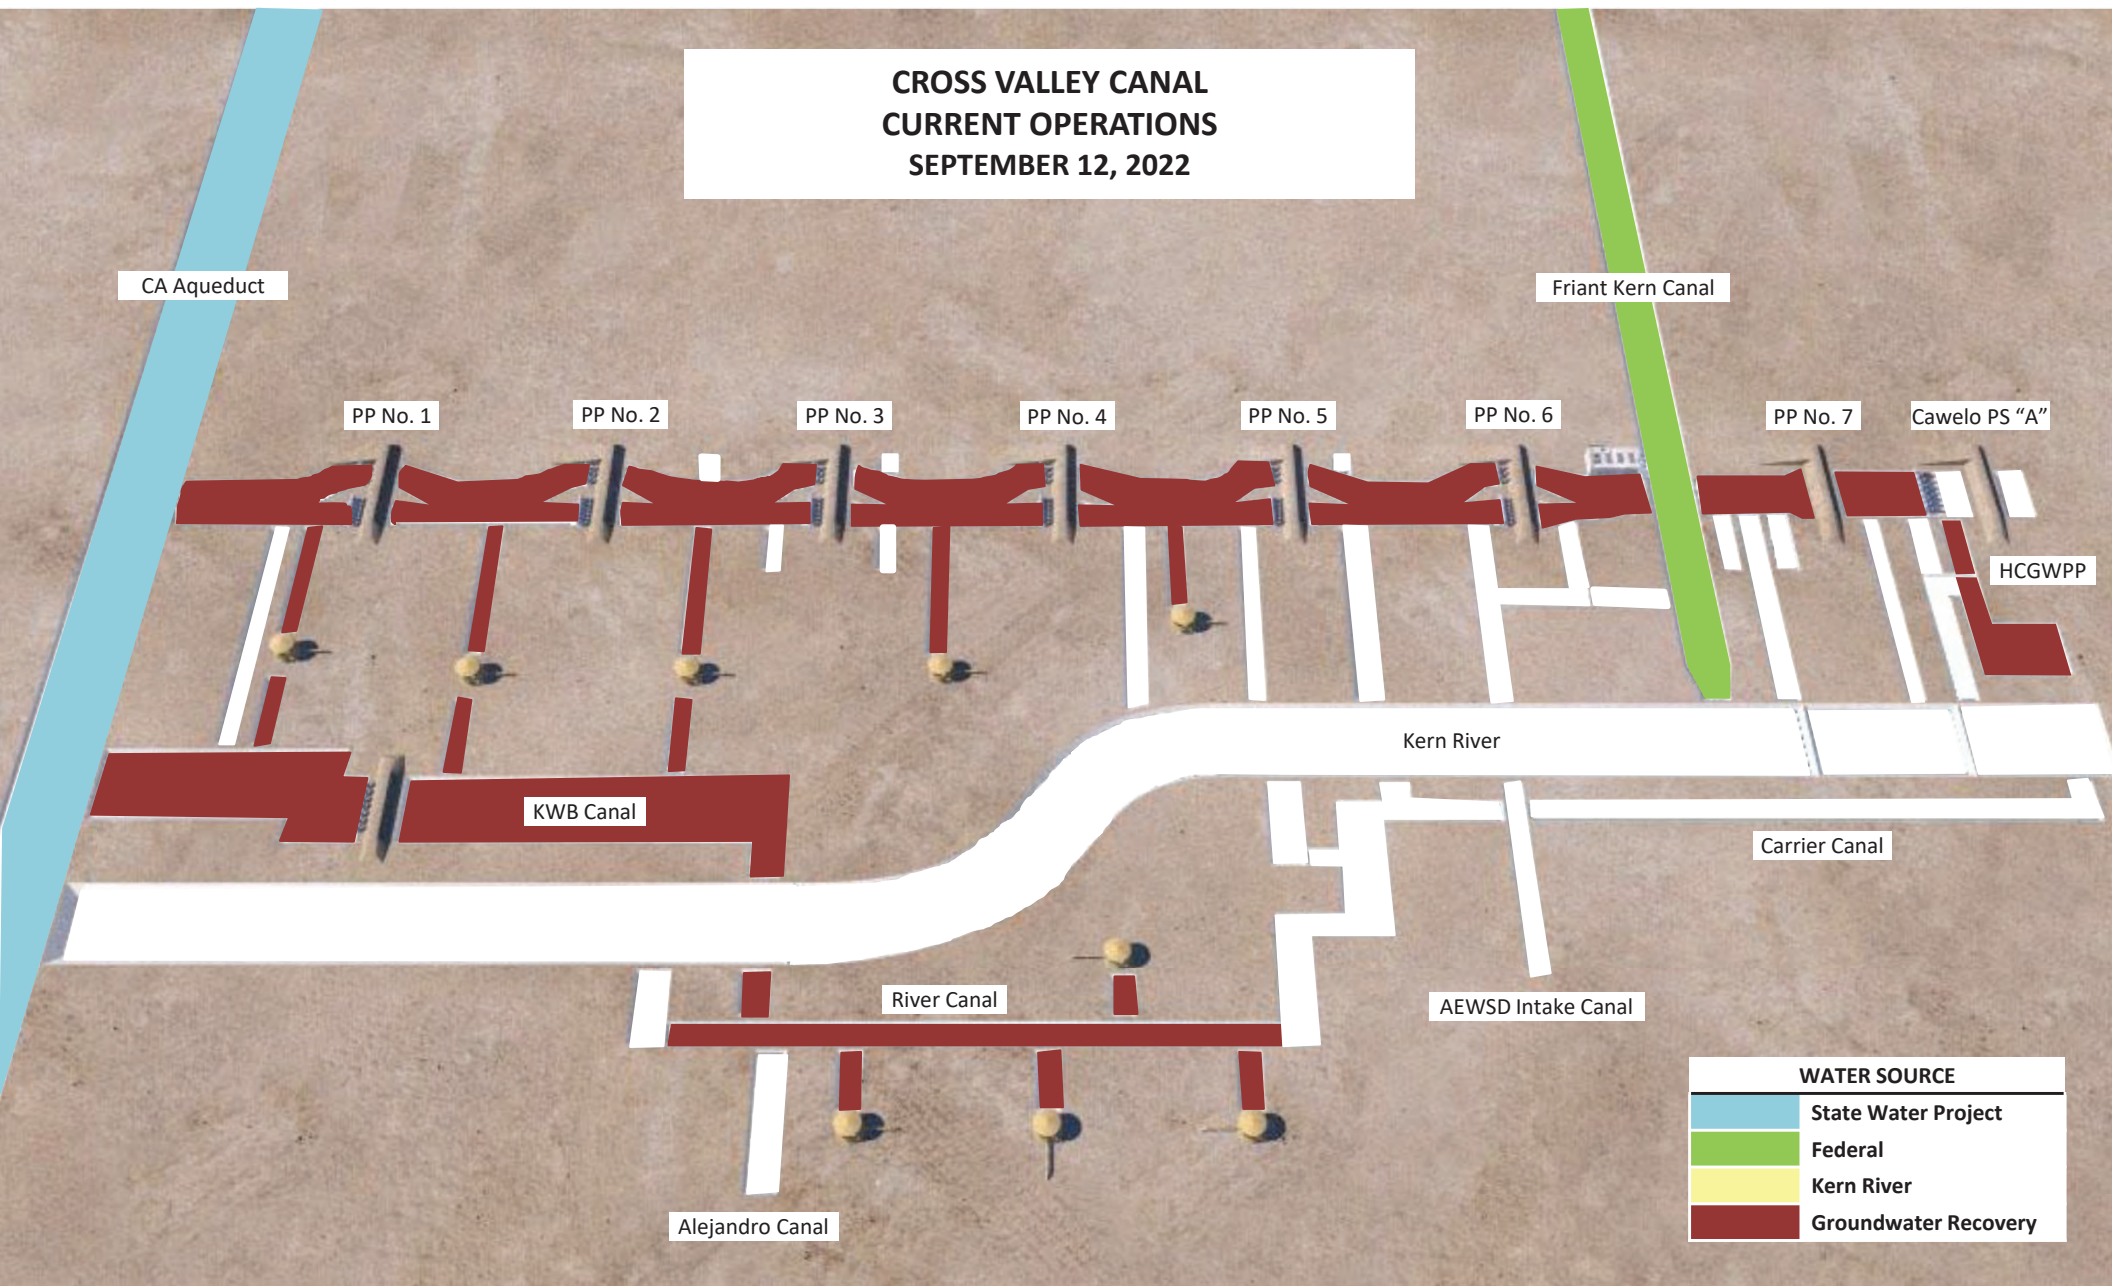 CROSS VALLEY CANAL
CURRENT OPERATIONS
SEPTEMBER 12, 2022
CA Aqueduct
Friant Kern Canal
PP No. 1
PP No. 2
PP No. 3
PP No. 4
PP No. 5
PP No. 6
PP No. 7
Cawelo PS “A”
HCGWPP
Kern River
KWB Canal
Carrier Canal
River Canal
AEWSD Intake Canal
Alejandro Canal
WATER SOURCE
State Water Project
Federal
Kern River
Groundwater Recovery